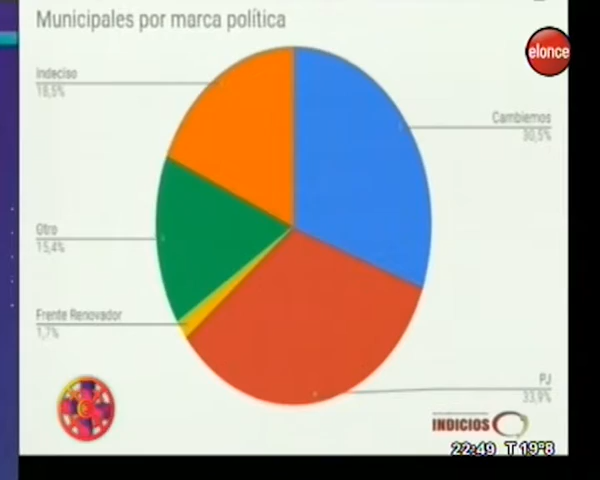 Municipales por marca política
elonce
Indeciso
18,5%
Cambiemos
30,5%
Otro
15,4%
Frente Renovador
1,7%
PJ
33,9%
INDICIOS
22:49 T 19°8